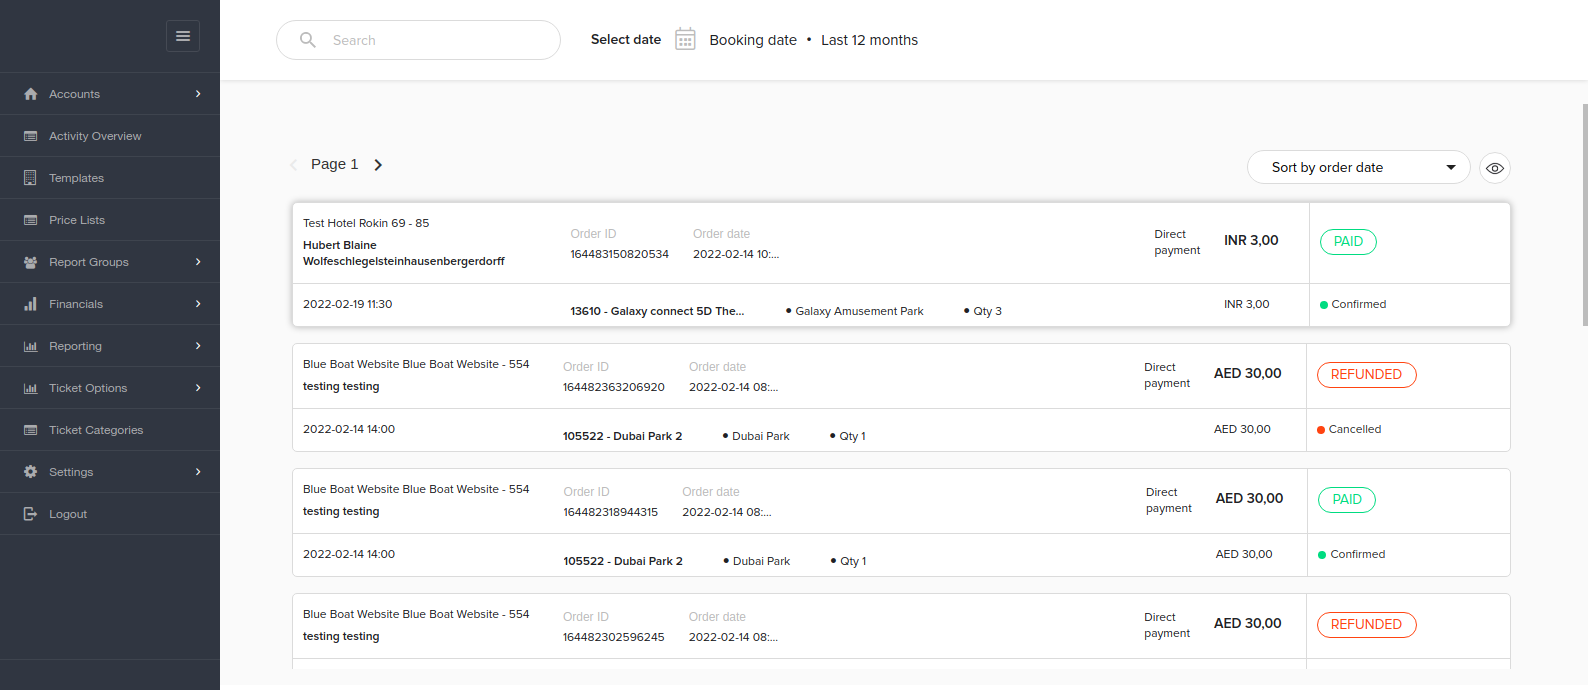 Search
Select date Booking date • Last 12 months
Accounts
Activity Overview
Templates
Price Lists
Report Groups
Financials
Reporting
Ticket Options
Ticket Categories
Settings
Logout
Page 1
Sort by order date
Test Hotel Rokin 69 - 85
Hubert Blaine
Wolfeschlegelsteinhausenbergerdorff
Order ID
164483150820534
Order date
2022-02-14 10:...
Direct
payment
INR 3,00
PAID
2022-02-19 11:30
13610 - Galaxy connect 5D The...
• Galaxy Amusement Park
• Qty 3
INR 3,00
Confirmed
Blue Boat Website Blue Boat Website - 554
testing testing
Order ID
164482363206920
Order date
2022-02-14 08:...
Direct
payment
AED 30,00
REFUNDED
2022-02-14 14:00
105522 - Dubai Park 2
• Dubai Park
• Qty 1
AED 30,00
Cancelled
Blue Boat Website Blue Boat Website - 554
testing testing
Order ID
164482318944315
Order date
2022-02-14 08:...
Direct
payment
AED 30,00
PAID
2022-02-14 14:00
105522 - Dubai Park 2
• Dubai Park
• Qty 1
AED 30,00
Confirmed
Blue Boat Website Blue Boat Website - 554
testing testing
Order ID
164482302596245
Order date
2022-02-14 08:...
Direct
payment
AED 30,00
REFUNDED